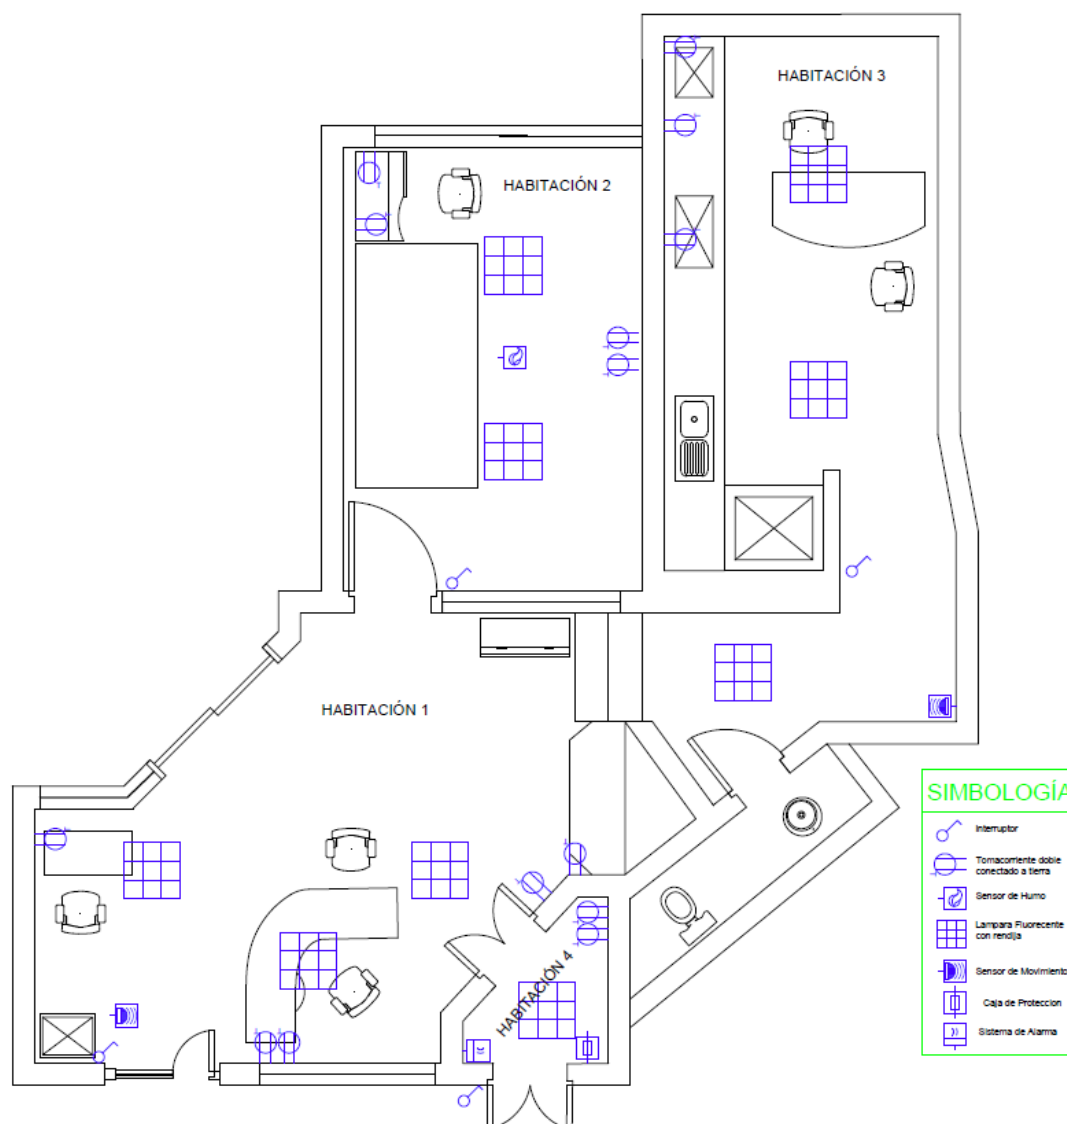 HABITACIÓN 3
HABITACIÓN 2
HABITACIÓN 1
HABITACIÓN 4
SIMBOLOGÍA
Interruptor
Tomacorriente doble
conectado a tierra
Sensor de Humo
Lampara Fluorecente
con rendija
Sensor de Movimiento
Caja de Proteccion
Sistema de Alarma